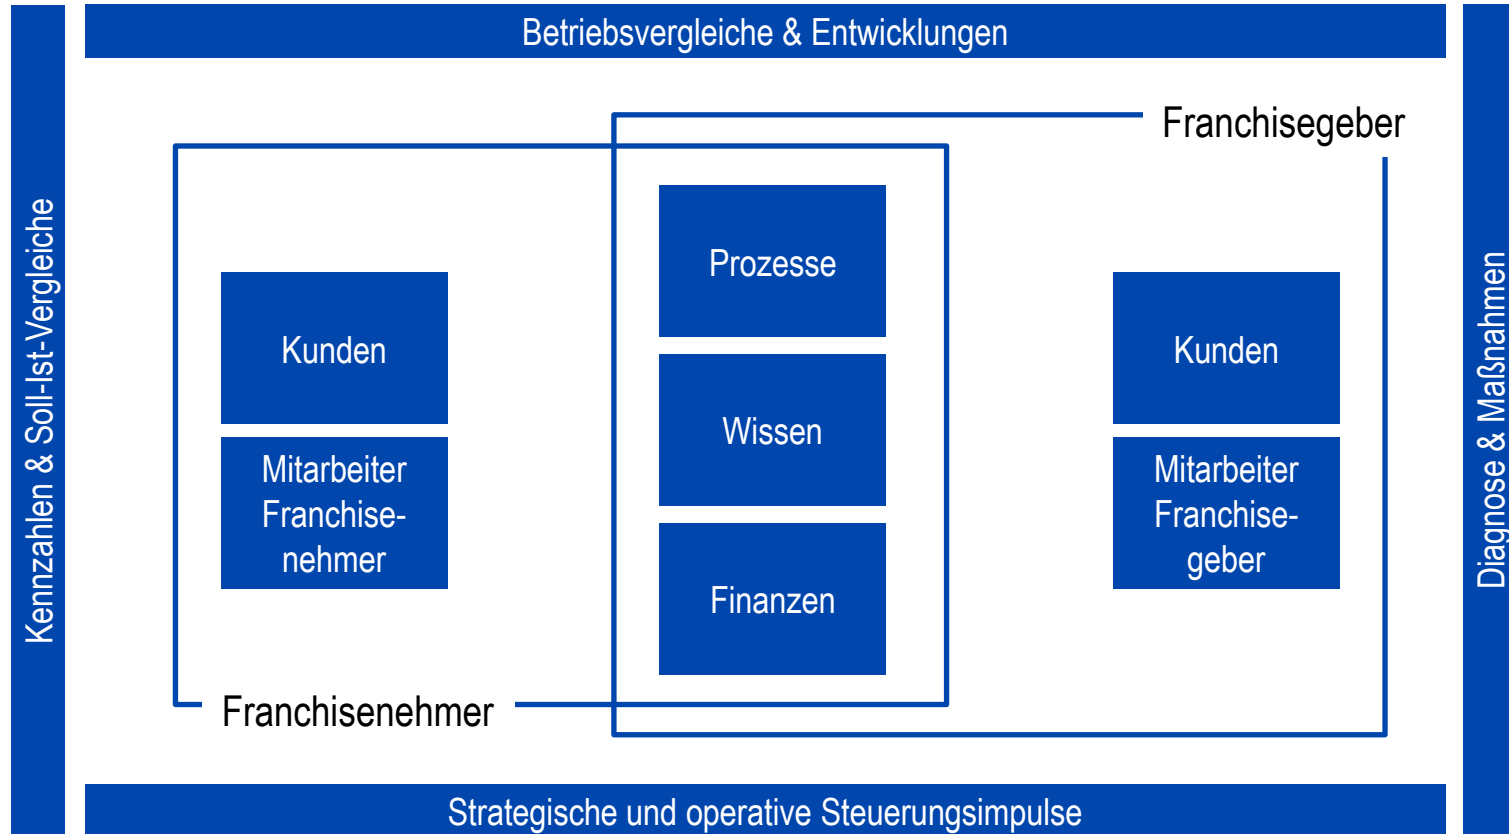 Betriebsvergleiche & Entwicklungen
Kennzahlen & Soll-Ist-Vergleiche
Franchisegeber
Prozesse
Kunden
Kunden
Wissen
Mitarbeiter
Franchise-
nehmer
Mitarbeiter
Franchise-
geber
Finanzen
Franchisenehmer
Diagnose & Maßnahmen
Strategische und operative Steuerungsimpulse